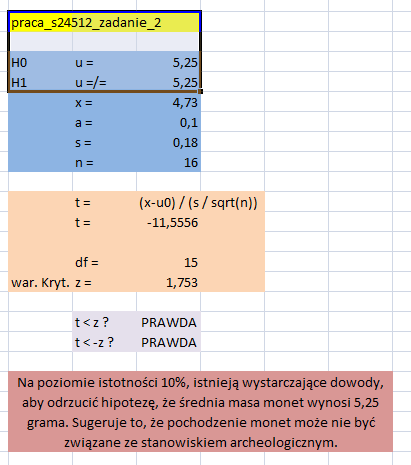 praca_s24512_zadanie_2
H0 u = 5,25
H1 u =/= 5,25
x = 4,73
a = 0,1
s = 0,18
n = 16
t = (x-u0) / (s / sqrt(n))
t = -11,5556
df = 15
war. Kryt. z = 1,753
t < z ? PRAWDA
t < -z ? PRAWDA
Na poziomie istotności 10%, istnieją wystarczające dowody,
aby odrzucić hipotezę, że średnia masa monet wynosi 5,25
grama. Sugeruje to, że pochodzenie monet może nie być
związane ze stanowiskiem archeologicznym.